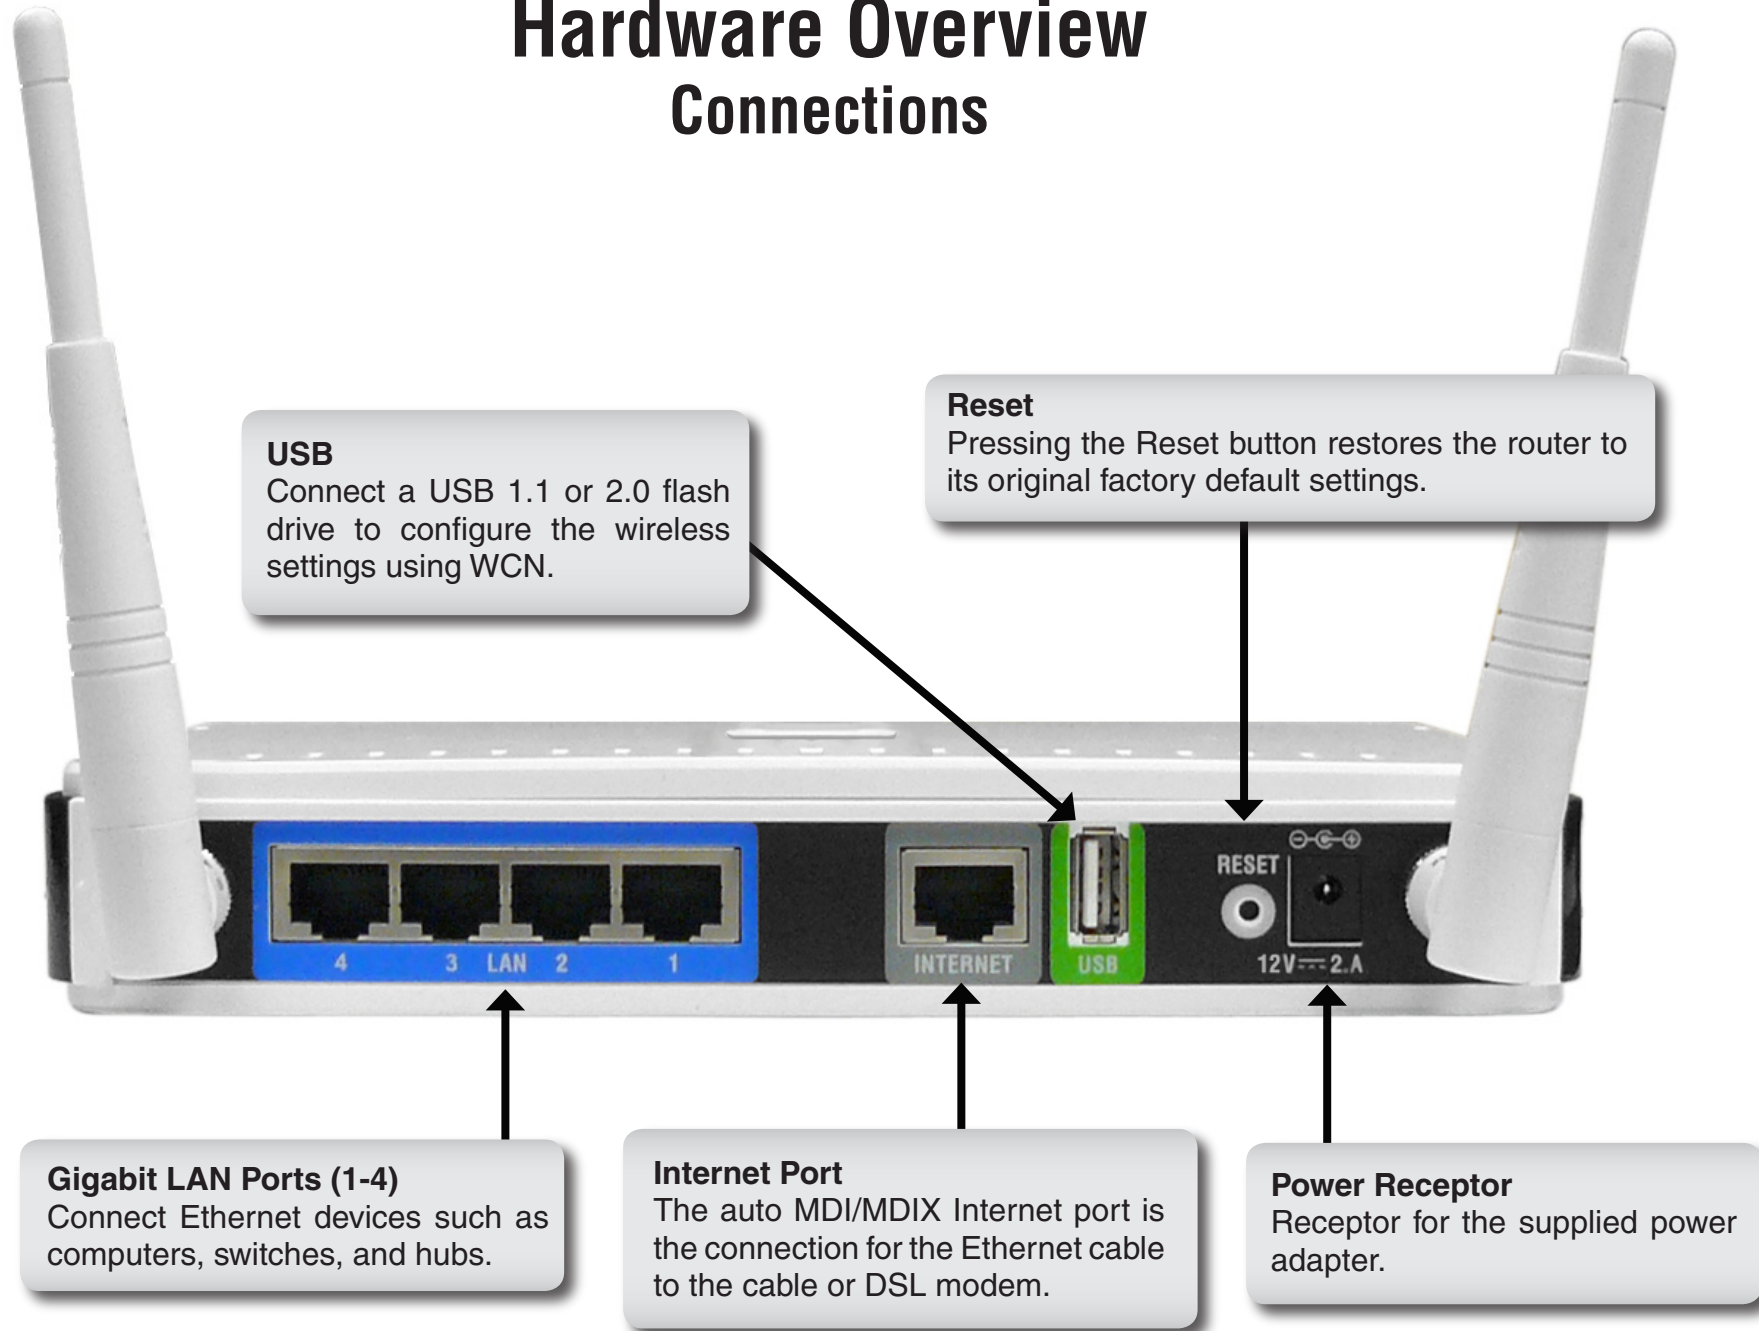 Hardware Overview
Connections
Reset
Pressing the Reset button restores the router to
its original factory default settings.
USB
Connect a USB 1.1 or 2.0 flash
drive to configure the wireless
settings using WCN.
RESET
4 3 LAN 2 1
INTERNET
USB
12V⎓2.A
Gigabit LAN Ports (1-4)
Connect Ethernet devices such as
computers, switches, and hubs.
Internet Port
The auto MDI/MDIX Internet port is
the connection for the Ethernet cable
to the cable or DSL modem.
Power Receptor
Receptor for the supplied power
adapter.